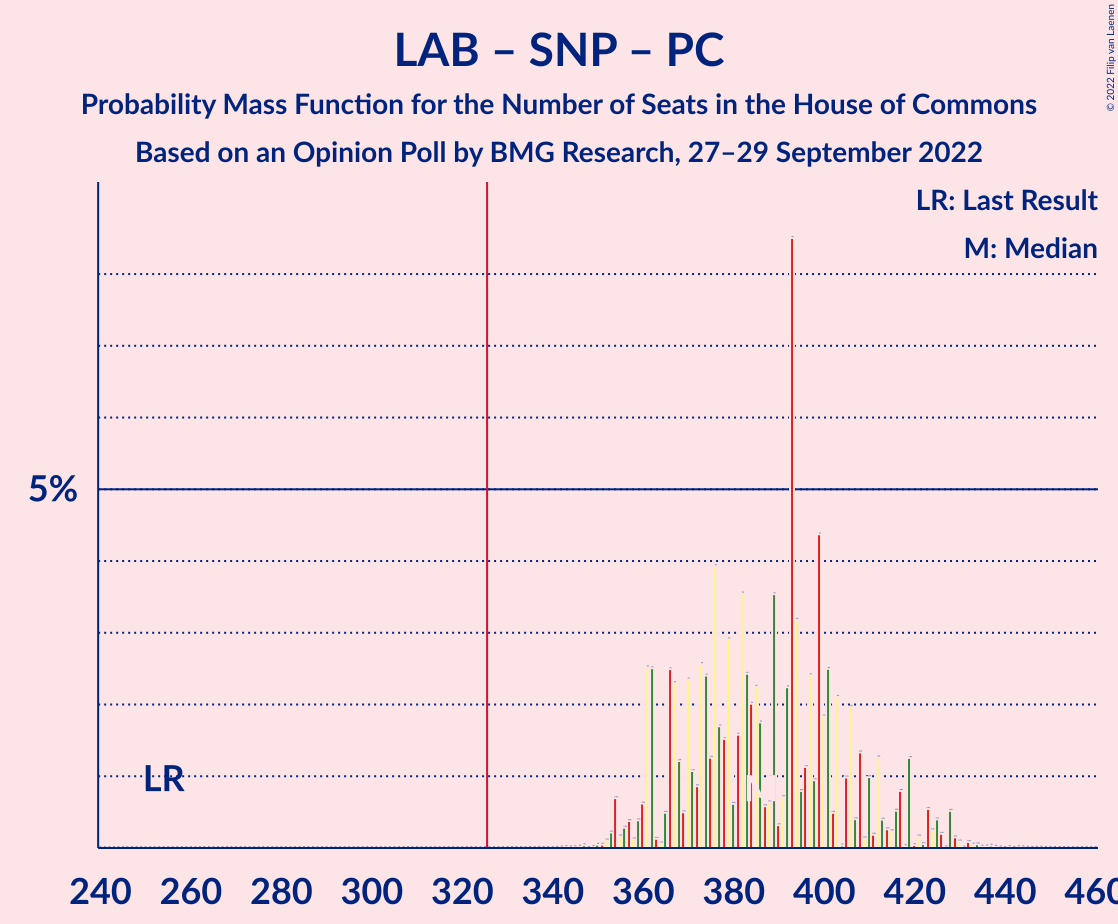 LAB – SNP – PC
Probability Mass Function for the Number of Seats in the House of Commons
Based on an Opinion Poll by BMG Research, 27–29 September 2022
© 2022 Filip van Laenen
LR: Last Result
M: Median
5%
LR
M
240 260 280 300 320 340 360 380 400 420 440 460